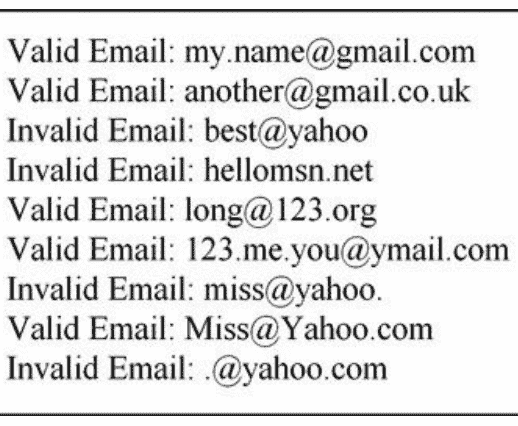 Valid Email: my.name@gmail.com
Valid Email: another@gmail.co.uk
Invalid Email: best@yahoo
Invalid Email: hellomsn.net
Valid Email: long@123.org
Valid Email: 123.me.you@ymail.com
Invalid Email: miss@yahoo.
Valid Email: Miss@Yahoo.com
Invalid Email: .@yahoo.com